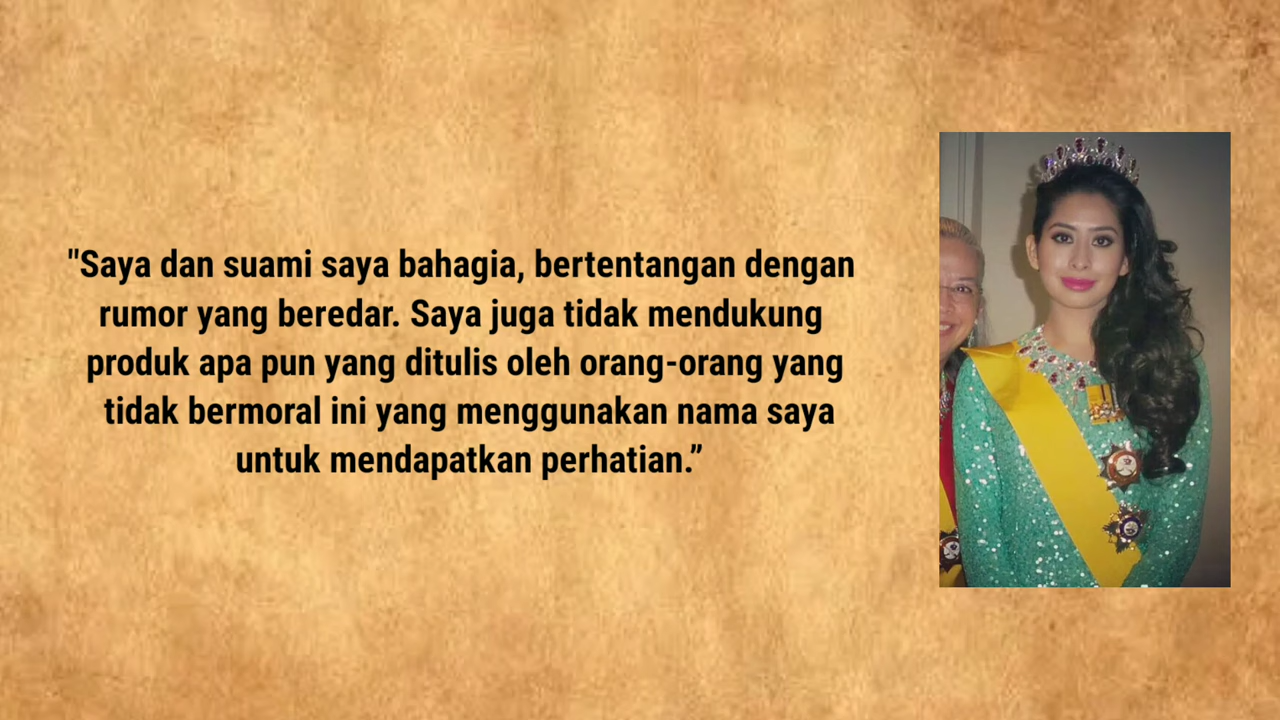 "Saya dan suami saya bahagia, bertentangan dengan
rumor yang beredar. Saya juga tidak mendukung
produk apa pun yang ditulis oleh orang-orang yang
tidak bermoral ini yang menggunakan nama saya
untuk mendapatkan perhatian.”